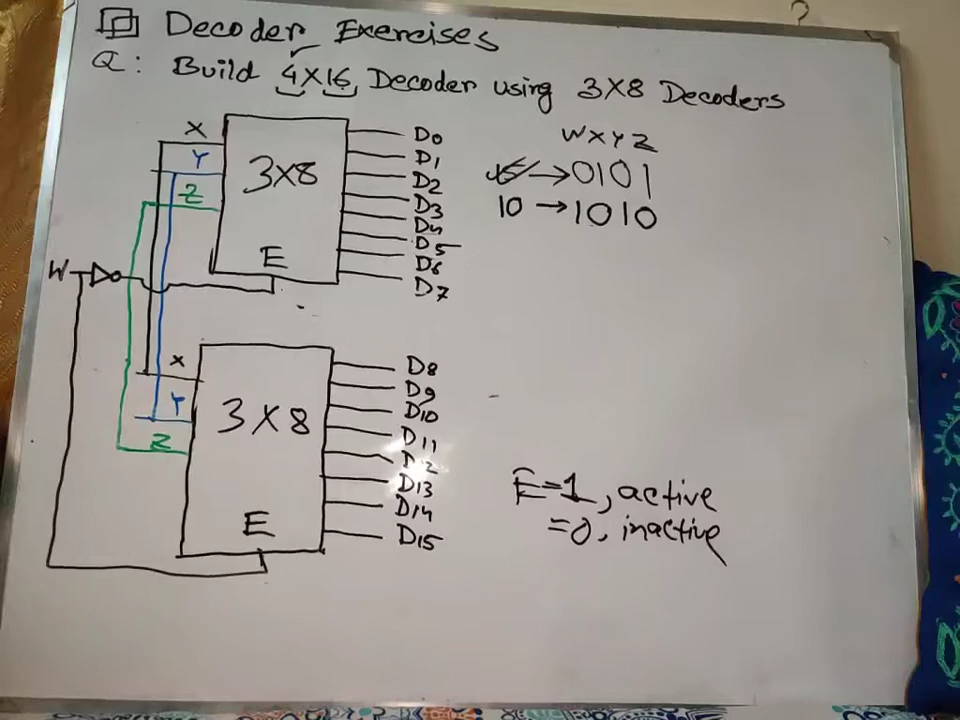 Decoder Exercises
Q: Build 4X16 Decoder using 3X8 Decoders
W X Y Z
→ 0101
10 → 1010
X
Y
Z
3X8
E
D0
D1
D2
D3
D4
D5
D6
D7
W
X
Y
Z
3X8
E
D8
D9
D10
D11
D12
D13
D14
D15
E=1, active
=0, inactive